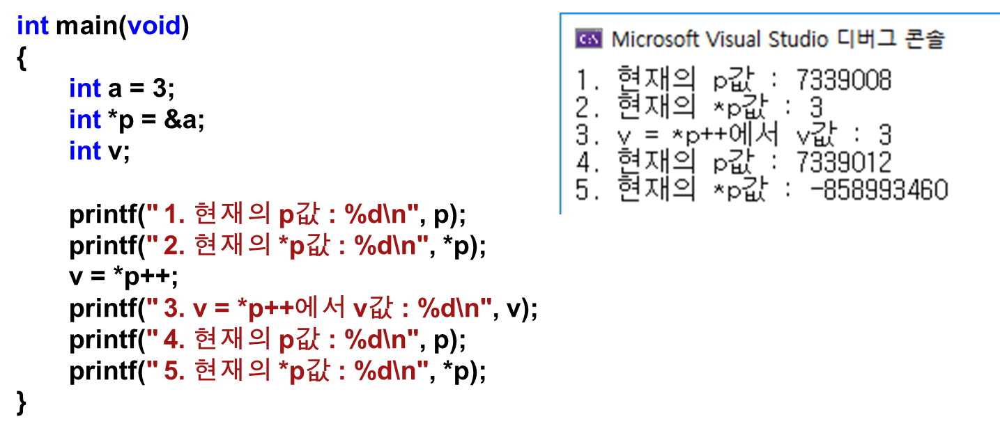 int main(void)
{
int a = 3;
int *p = &a;
int v;
printf(" 1. 현재의 p값 : %d\n", p);
printf(" 2. 현재의 *p값 : %d\n", *p);
v = *p++;
printf(" 3. v = *p++에서 v값 : %d\n", v);
printf(" 4. 현재의 p값 : %d\n", p);
printf(" 5. 현재의 *p값 : %d\n", *p);
}
Microsoft Visual Studio 디버그 콘솔
1. 현재의 p값 : 7339008
2. 현재의 *p값 : 3
3. v = *p++에서 v값 : 3
4. 현재의 p값 : 7339012
5. 현재의 *p값 : -858993460